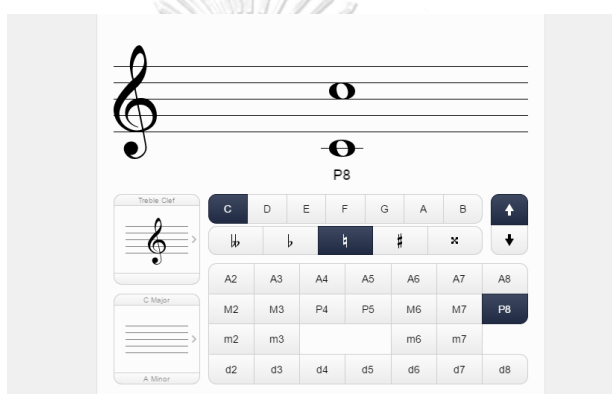 P8
Treble Clef
C D E F G A B
♭♭ ♭ ♮ ♯ 𝄪
A2 A3 A4 A5 A6 A7 A8
C Major
M2 M3 P4 P5 M6 M7 P8
m2 m3 m6 m7
A Minor
d2 d3 d4 d5 d6 d7 d8